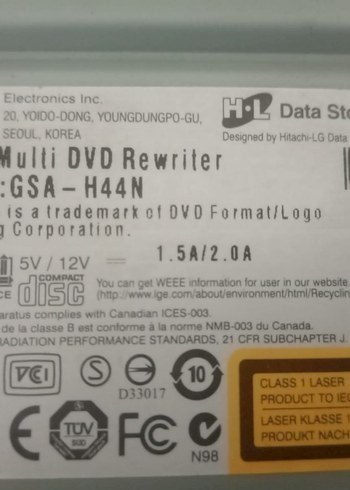 Electronics Inc.
20, YOIDO-DONG, YOUNGDUNGPO-GU,
SEOUL, KOREA
H·L Data Sto
Designed by Hitachi-LG Data
Multi DVD Rewriter
:GSA-H44N
is a trademark of DVD Format/Logo
g Corporation.
5V / 12V 1.5A/2.0A
CE COMPACT disc
You can get WEEE information for user in our website.
(http://www.lge.com/about/environment/html/Recyclin
aratus complies with Canadian ICES-003.
de la classe B est conforme à la norme NMB-003 du Canada.
RADIATION PERFORMANCE STANDARDS, 21 CFR SUBCHAPTER J.
VCCI S D33017 10
CE TÜV FC N98
CLASS 1 LASER
PRODUCT TO IEC
LASER KLASSE 1
PRODUKT NACH